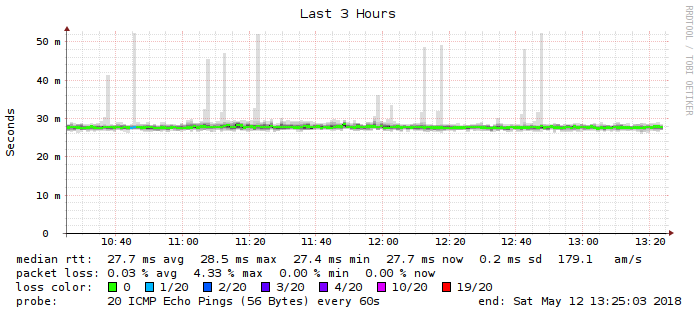 Last 3 Hours
RRDTOOL / TOBI OETIKER
Seconds
50 m
40 m
30 m
20 m
10 m
0
10:40 11:00 11:20 11:40 12:00 12:20 12:40 13:00 13:20
median rtt: 27.7 ms avg 28.5 ms max 27.4 ms min 27.7 ms now 0.2 ms sd 179.1 am/s
packet loss: 0.03 % avg 4.33 % max 0.00 % min 0.00 % now
loss color: 0 1/20 2/20 3/20 4/20 10/20 19/20
probe: 20 ICMP Echo Pings (56 Bytes) every 60s end: Sat May 12 13:25:03 2018